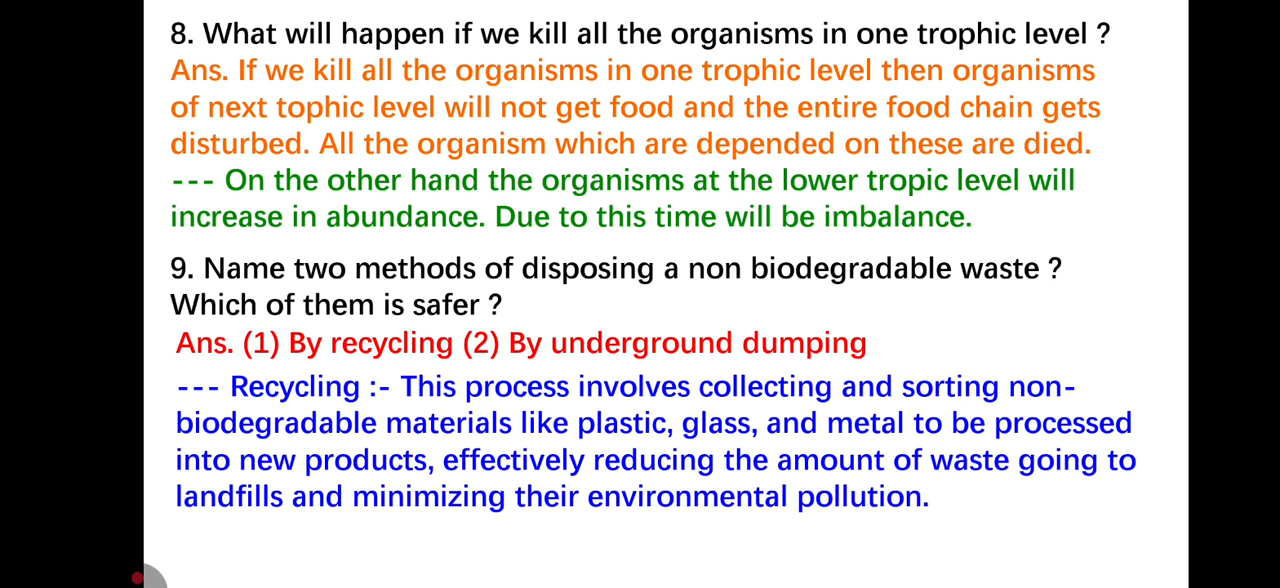 8. What will happen if we kill all the organisms in one trophic level ?
Ans. If we kill all the organisms in one trophic level then organisms
of next tophic level will not get food and the entire food chain gets
disturbed. All the organism which are depended on these are died.
--- On the other hand the organisms at the lower tropic level will
increase in abundance. Due to this time will be imbalance.
9. Name two methods of disposing a non biodegradable waste ?
Which of them is safer ?
Ans. (1) By recycling (2) By underground dumping
--- Recycling :- This process involves collecting and sorting non-
biodegradable materials like plastic, glass, and metal to be processed
into new products, effectively reducing the amount of waste going to
landfills and minimizing their environmental pollution.